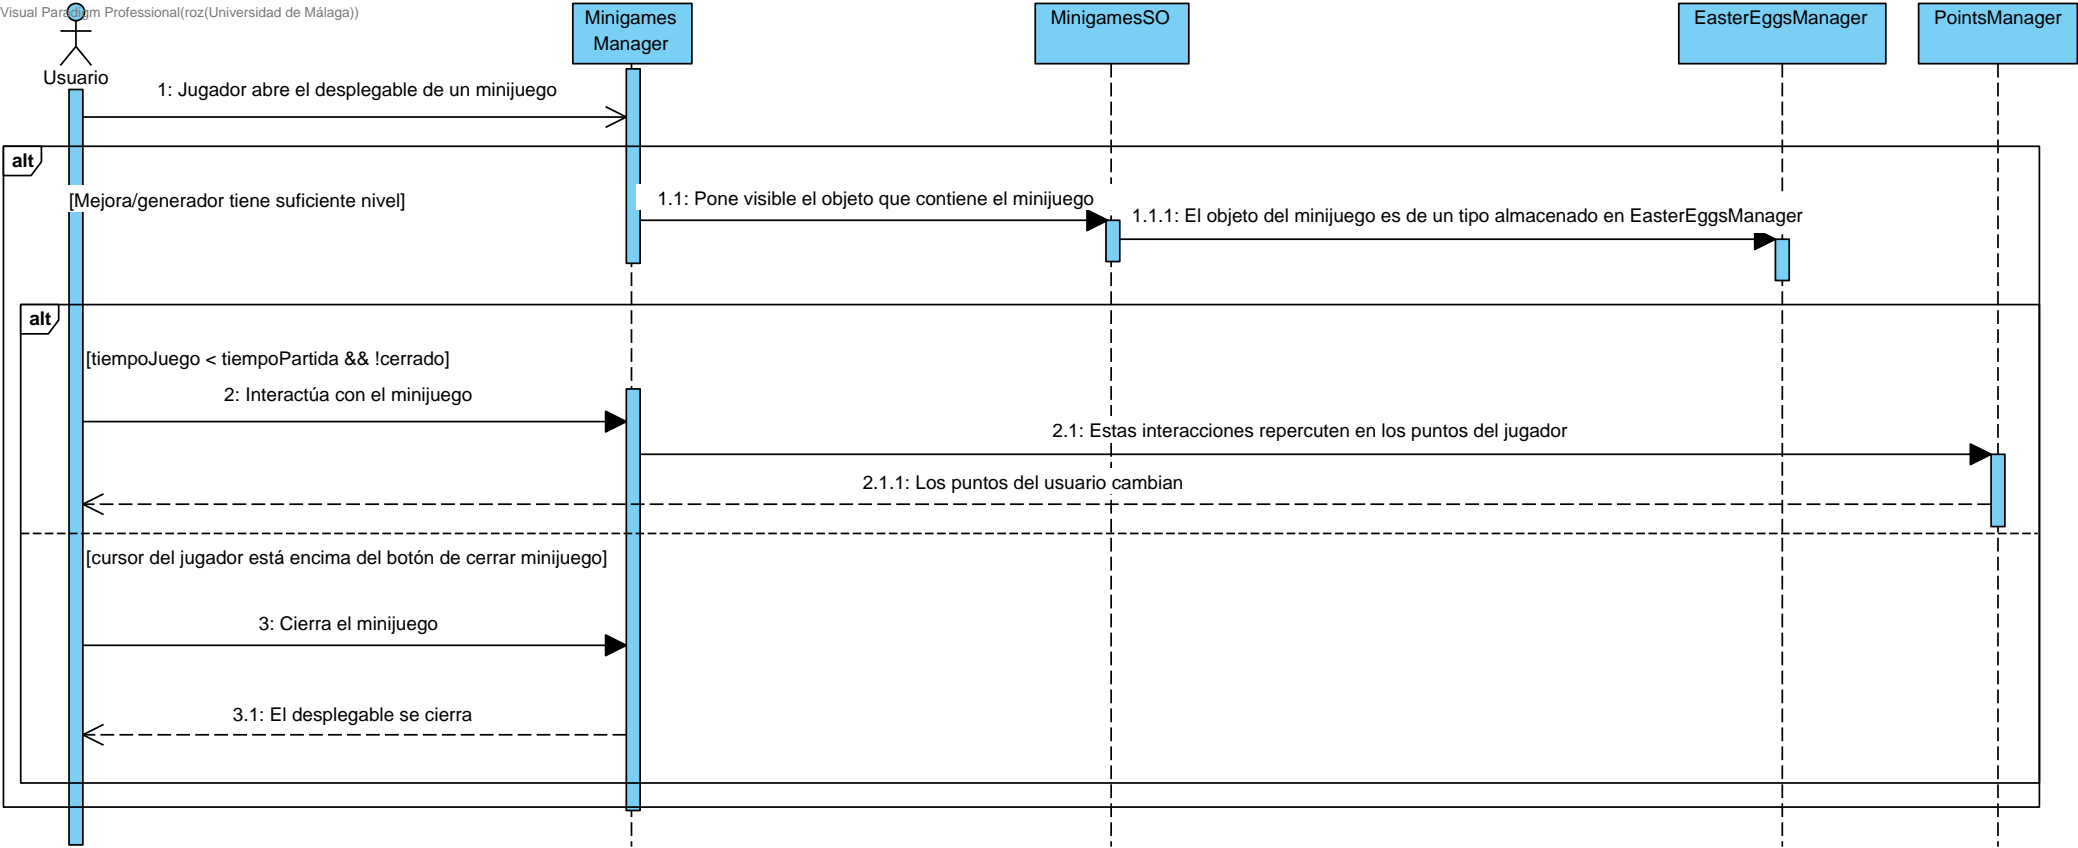 Visual Paradigm Professional(roz(Universidad de Málaga))
Usuario
Minigames
Manager
MinigamesSO
EasterEggsManager
PointsManager
1: Jugador abre el desplegable de un minijuego
alt
[Mejora/generador tiene suficiente nivel]
1.1: Pone visible el objeto que contiene el minijuego
1.1.1: El objeto del minijuego es de un tipo almacenado en EasterEggsManager
alt
[tiempoJuego < tiempoPartida && !cerrado]
2: Interactúa con el minijuego
2.1: Estas interacciones repercuten en los puntos del jugador
2.1.1: Los puntos del usuario cambian
[cursor del jugador está encima del botón de cerrar minijuego]
3: Cierra el minijuego
3.1: El desplegable se cierra